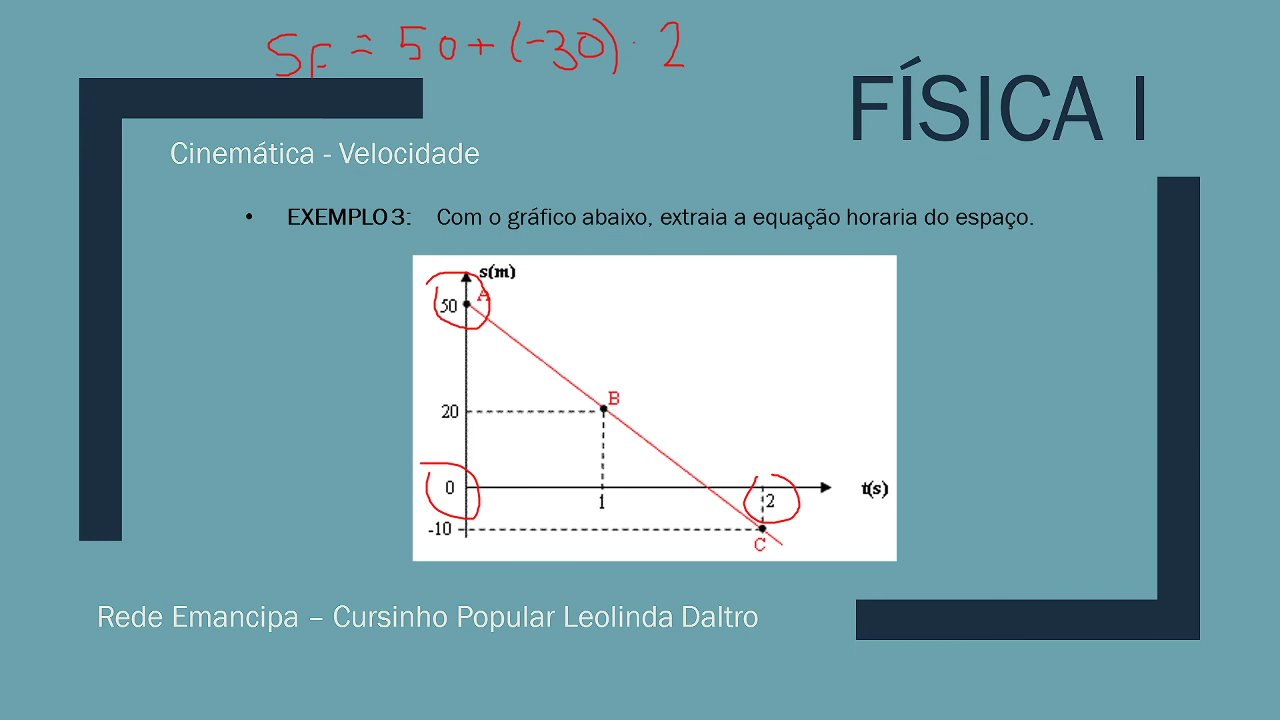 SF = 50 + (-30) · 2
FÍSICA I
Cinemática - Velocidade
• EXEMPLO 3: Com o gráfico abaixo, extraia a equação horaria do espaço.
s(m)
A
50
B
20
0
1
2
t(s)
-10
C
Rede Emancipa – Cursinho Popular Leolinda Daltro